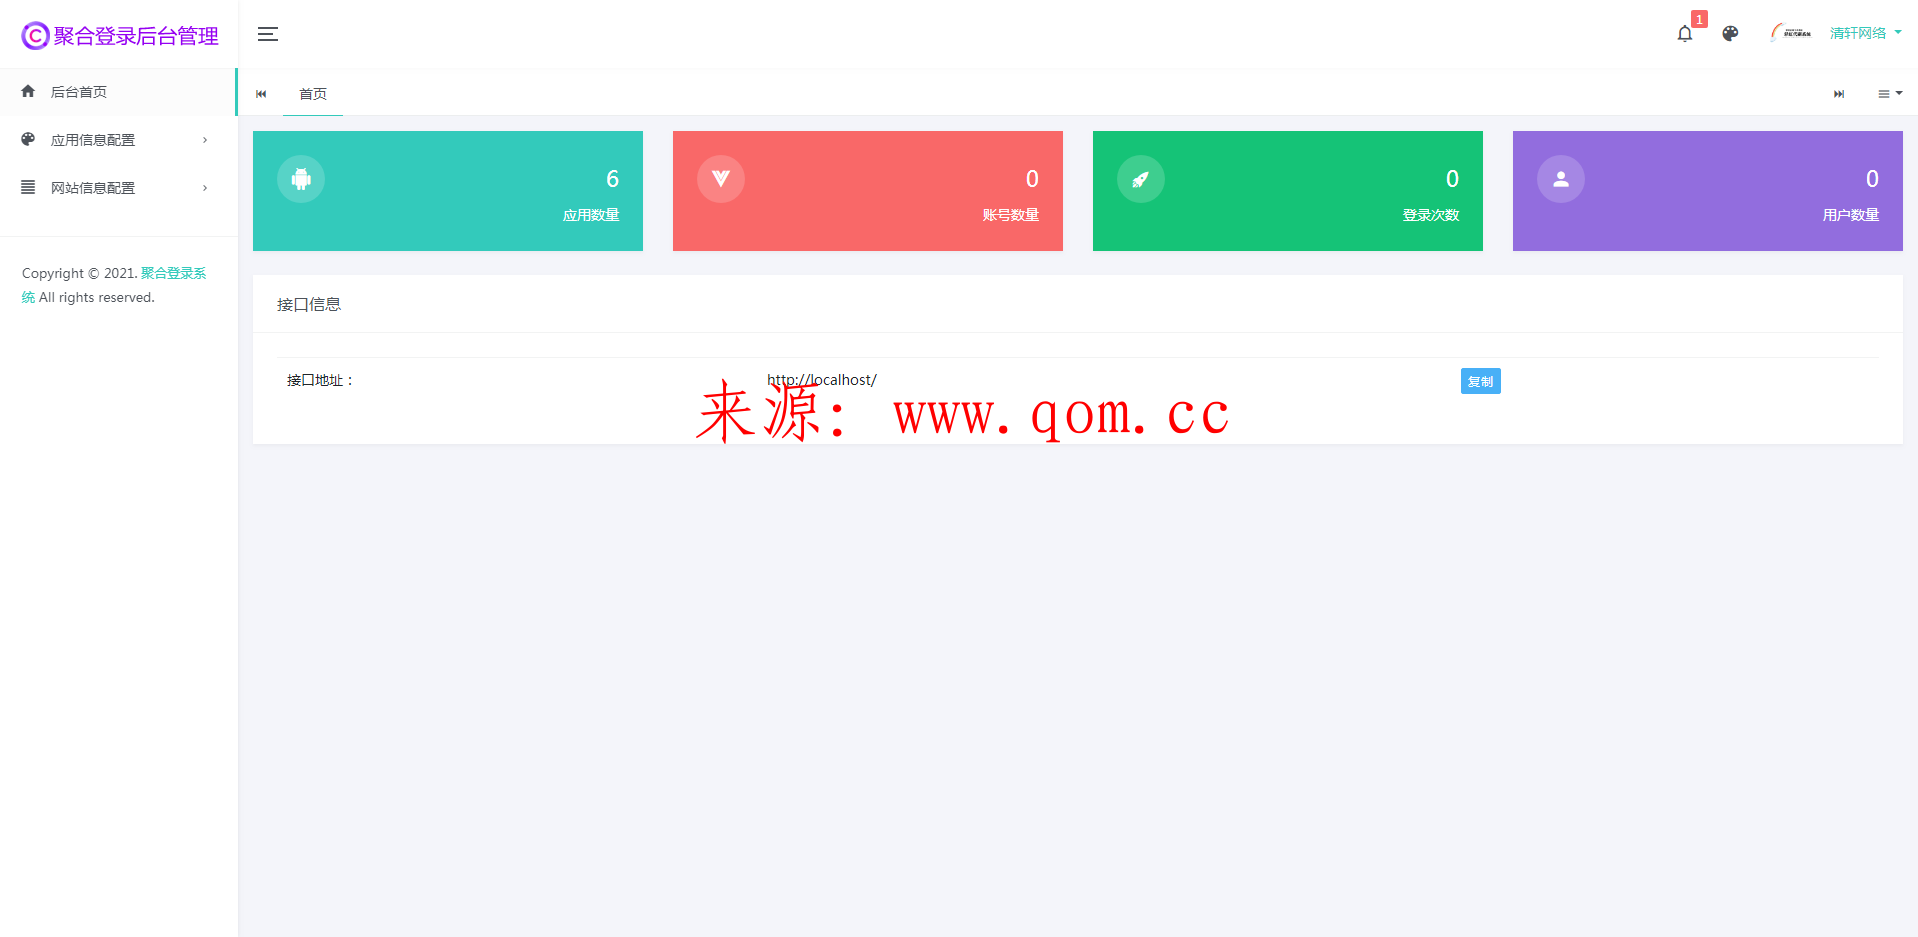 聚合登录后台管理
1
清轩网络
后台首页
首页
应用信息配置
网站信息配置
6
应用数量
0
账号数量
0
登录次数
0
用户数量
Copyright © 2021. 聚合登录系
统 All rights reserved.
接口信息
接口地址：
http://localhost/
复制
来源: www.qom.cc